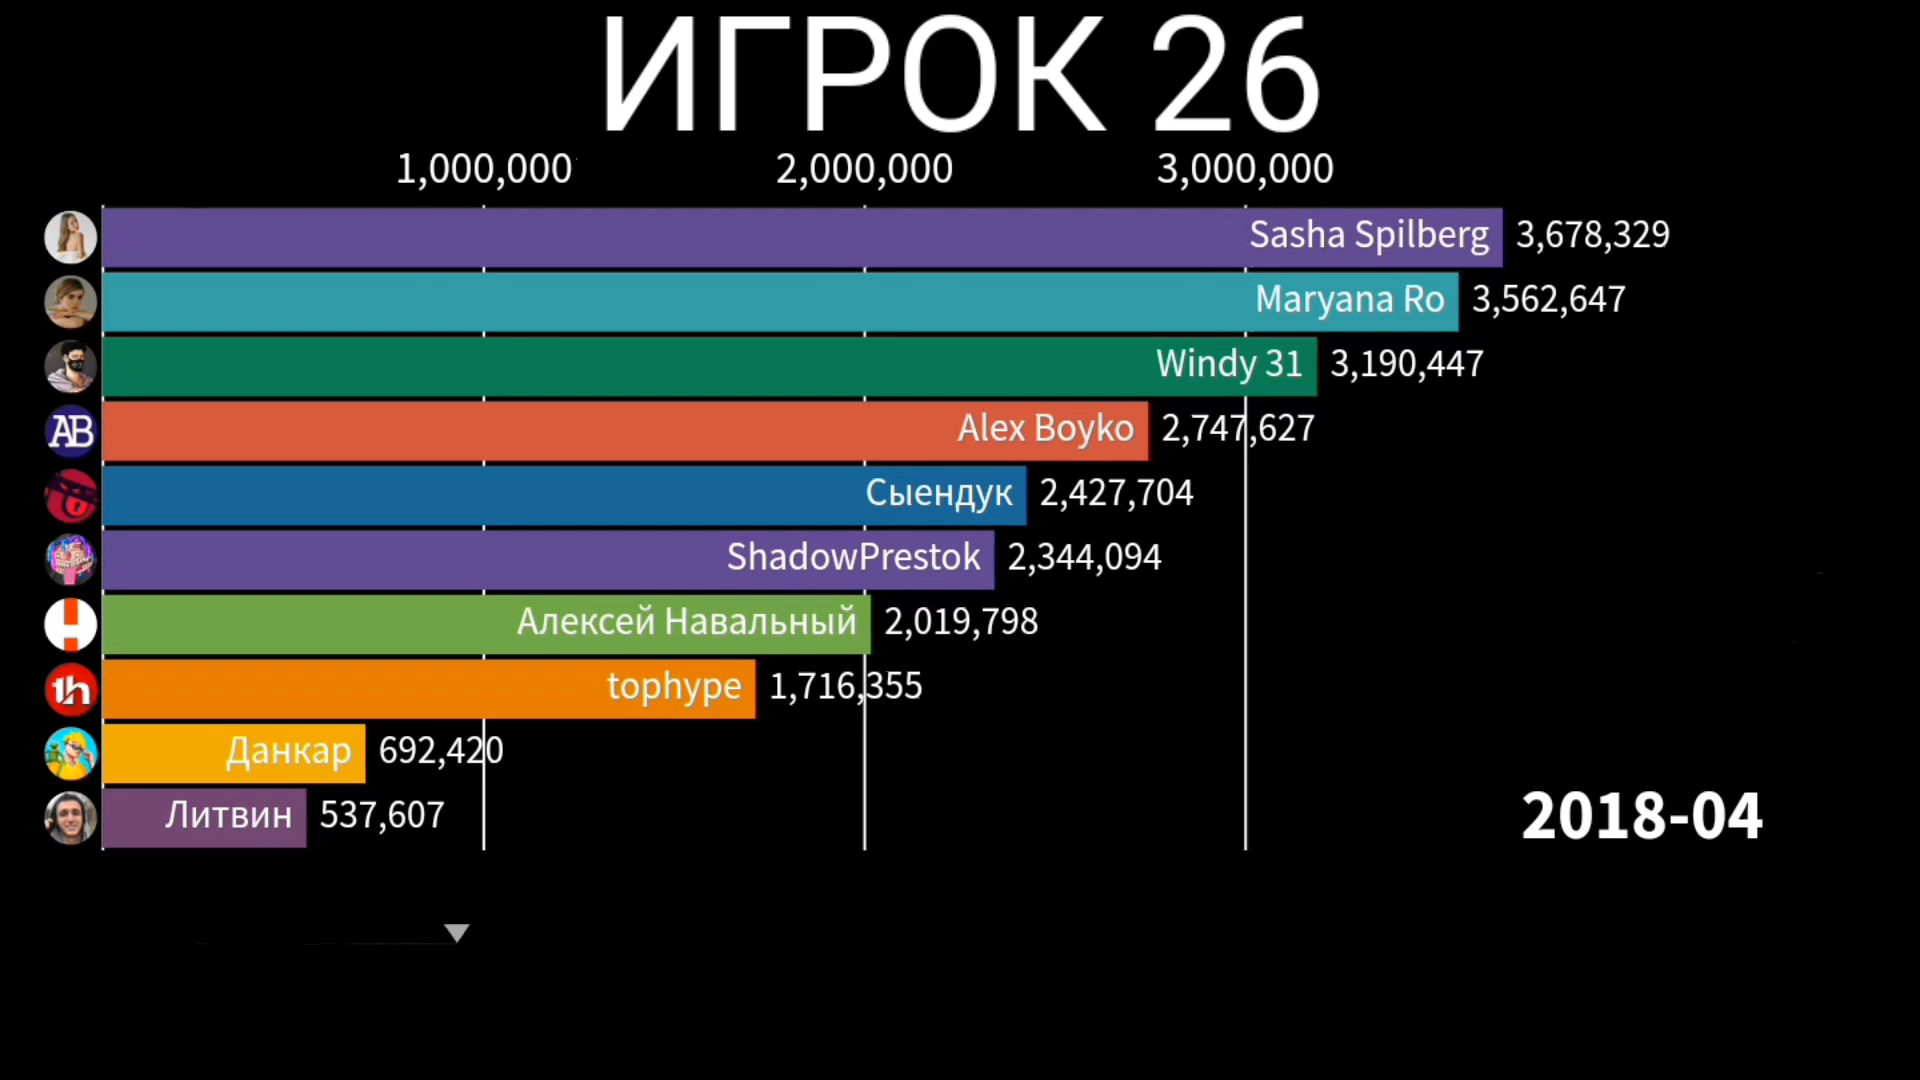 ИГРОК 26
1,000,000 2,000,000 3,000,000
Sasha Spilberg 3,678,329
Maryana Ro 3,562,647
Windy 31 3,190,447
AB Alex Boyko 2,747,627
Сыендук 2,427,704
ShadowPrestok 2,344,094
Алексей Навальный 2,019,798
th tophype 1,716,355
Данкар 692,420
Литвин 537,607
2018-04